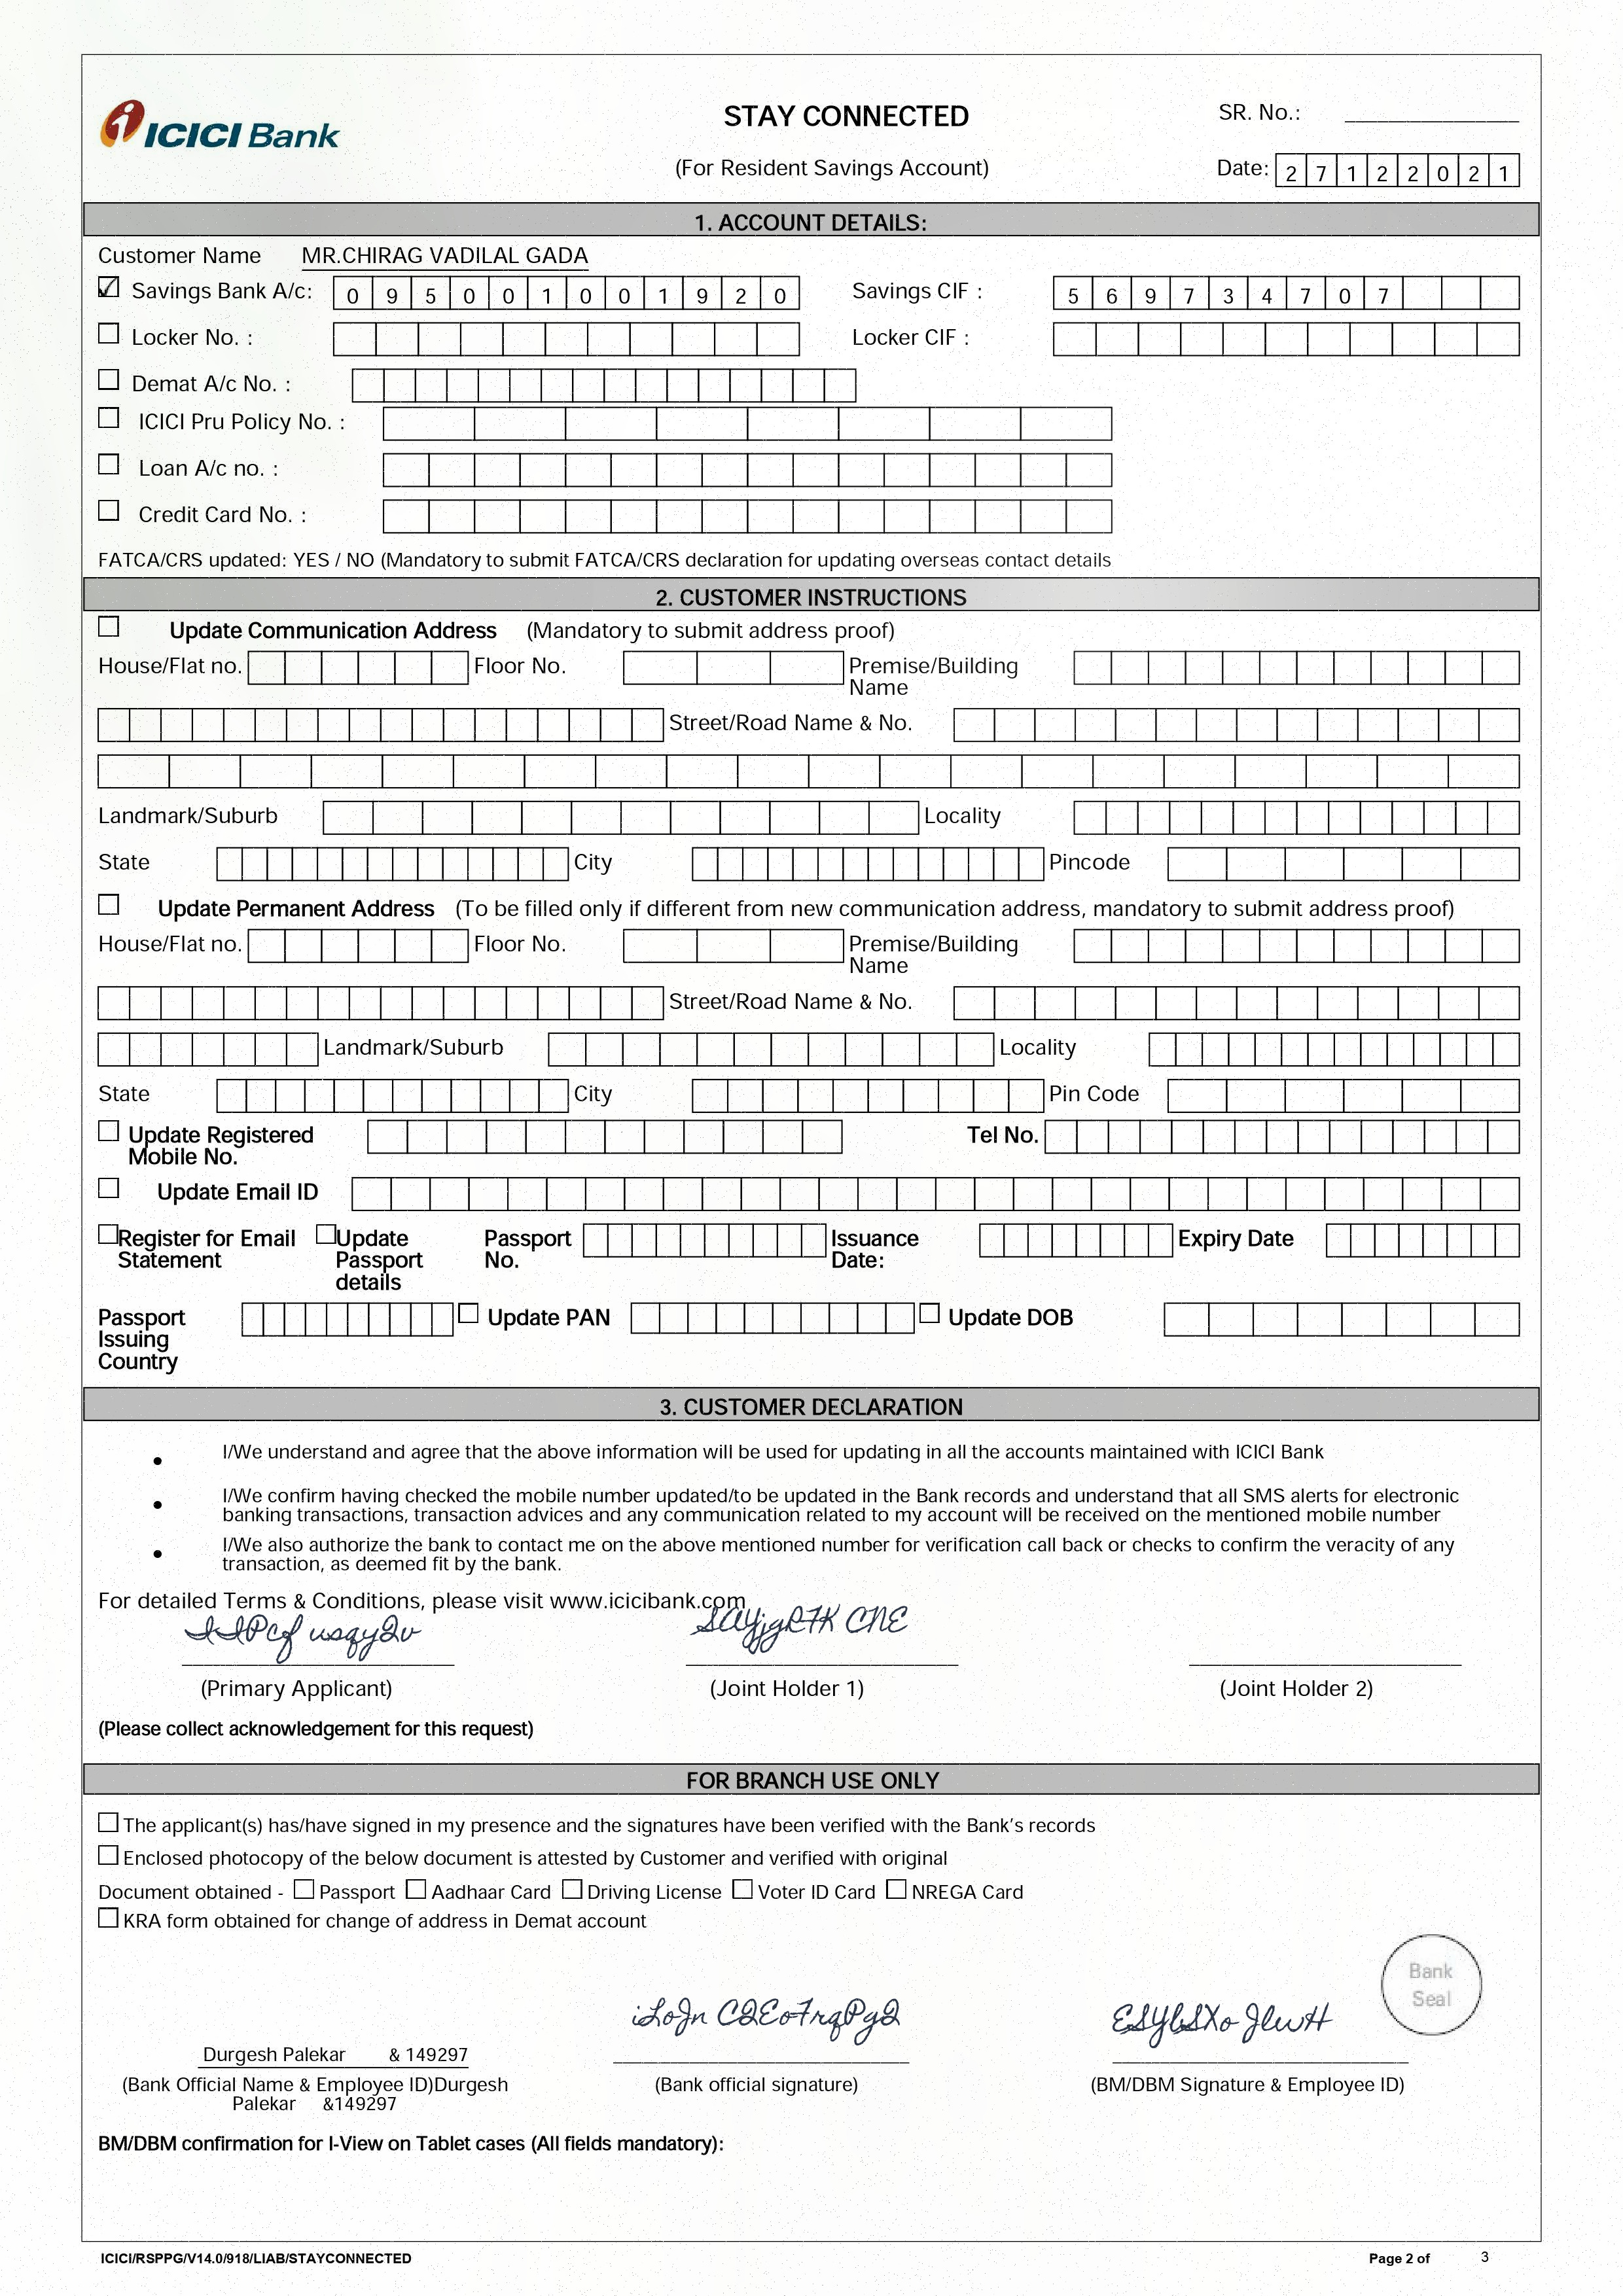 ICICI Bank
STAY CONNECTED
SR. No.:
(For Resident Savings Account)
Date: 2 7 1 2 2 0 2 1
1. ACCOUNT DETAILS:
Customer Name MR.CHIRAG VADILAL GADA
Savings Bank A/c: 0 9 5 0 0 1 0 0 1 9 2 0 Savings CIF : 5 6 9 7 3 4 7 0 7
Locker No. : Locker CIF :
Demat A/c No. :
ICICI Pru Policy No. :
Loan A/c no. :
Credit Card No. :
FATCA/CRS updated: YES / NO (Mandatory to submit FATCA/CRS declaration for updating overseas contact details
2. CUSTOMER INSTRUCTIONS
Update Communication Address (Mandatory to submit address proof)
House/Flat no. Floor No. Premise/Building
Name
Street/Road Name & No.
Landmark/Suburb Locality
State City Pincode
Update Permanent Address (To be filled only if different from new communication address, mandatory to submit address proof)
House/Flat no. Floor No. Premise/Building
Name
Street/Road Name & No.
Landmark/Suburb Locality
State City Pin Code
Update Registered Tel No.
Mobile No.
Update Email ID
Register for Email Update Passport Issuance Expiry Date
Statement Passport No. Date:
details
Passport Update PAN Update DOB
Issuing
Country
3. CUSTOMER DECLARATION
• I/We understand and agree that the above information will be used for updating in all the accounts maintained with ICICI Bank
• I/We confirm having checked the mobile number updated/to be updated in the Bank records and understand that all SMS alerts for electronic
banking transactions, transaction advices and any communication related to my account will be received on the mentioned mobile number
• I/We also authorize the bank to contact me on the above mentioned number for verification call back or checks to confirm the veracity of any
transaction, as deemed fit by the bank.
For detailed Terms & Conditions, please visit www.icicibank.com
(Primary Applicant) (Joint Holder 1) (Joint Holder 2)
(Please collect acknowledgement for this request)
FOR BRANCH USE ONLY
The applicant(s) has/have signed in my presence and the signatures have been verified with the Bank's records
Enclosed photocopy of the below document is attested by Customer and verified with original
Document obtained - Passport Aadhaar Card Driving License Voter ID Card NREGA Card
KRA form obtained for change of address in Demat account
Bank
Seal
Durgesh Palekar & 149297
(Bank Official Name & Employee ID)Durgesh (Bank official signature) (BM/DBM Signature & Employee ID)
Palekar &149297
BM/DBM confirmation for I-View on Tablet cases (All fields mandatory):
ICICI/RSPPG/V14.0/918/LIAB/STAYCONNECTED Page 2 of 3